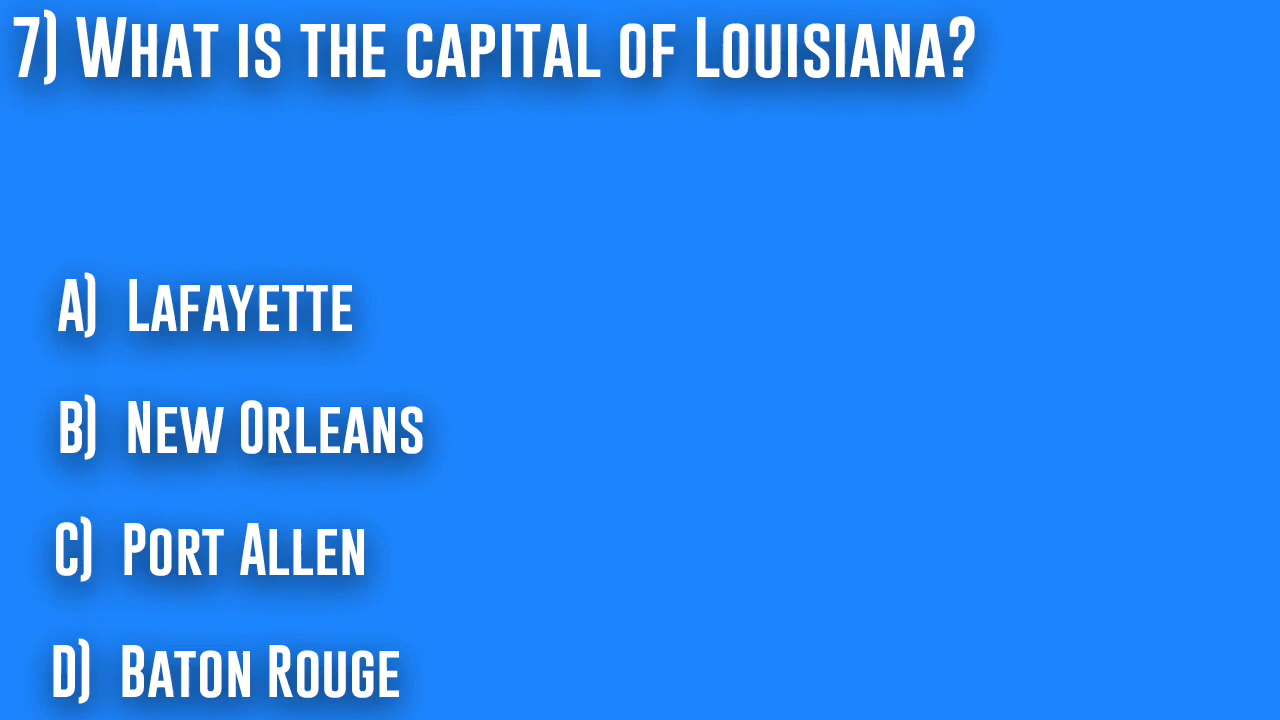 7) What is the capital of Louisiana?
A) Lafayette
B) New Orleans
C) Port Allen
D) Baton Rouge